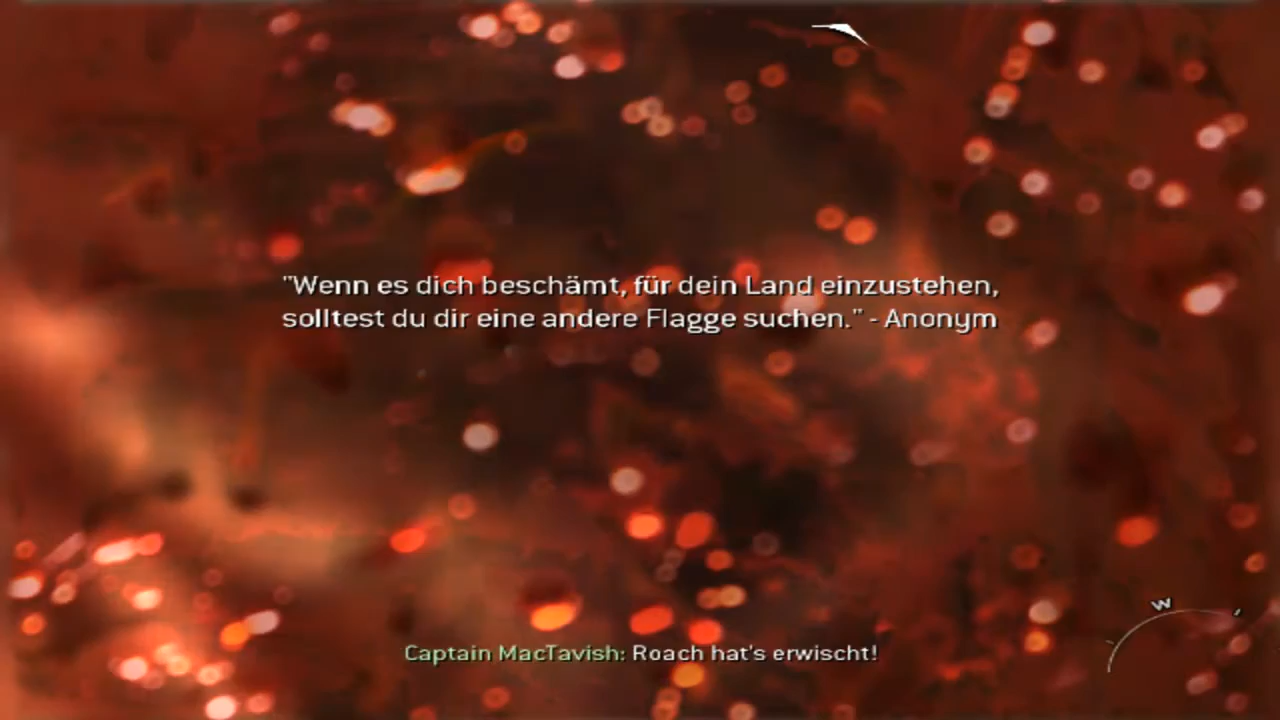 "Wenn es dich beschämt, für dein Land einzustehen,
solltest du dir eine andere Flagge suchen." - Anonym
Captain MacTavish: Roach hat's erwischt!
W